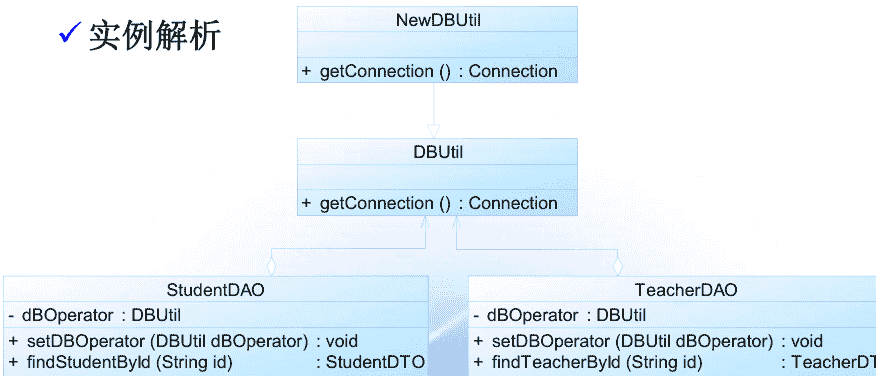 ✓ 实例解析
NewDBUtil
+ getConnection () : Connection
DBUtil
+ getConnection () : Connection
StudentDAO
- dBOperator : DBUtil
+ setDBOperator (DBUtil dBOperator) : void
+ findStudentById (String id) : StudentDTO
TeacherDAO
- dBOperator : DBUtil
+ setDBOperator (DBUtil dBOperator) : void
+ findTeacherById (String id) : TeacherDT